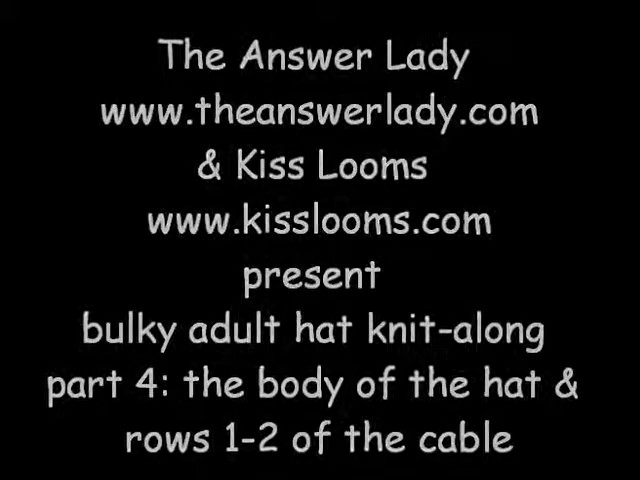 The Answer Lady
www.theanswerlady.com
& Kiss Looms
www.kisslooms.com
present
bulky adult hat knit-along
part 4: the body of the hat &
rows 1-2 of the cable